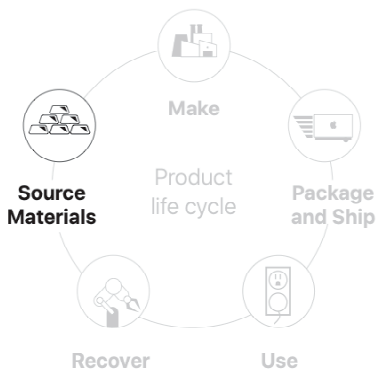 Make
Source
Materials
Product
life cycle
Package
and Ship
Recover
Use